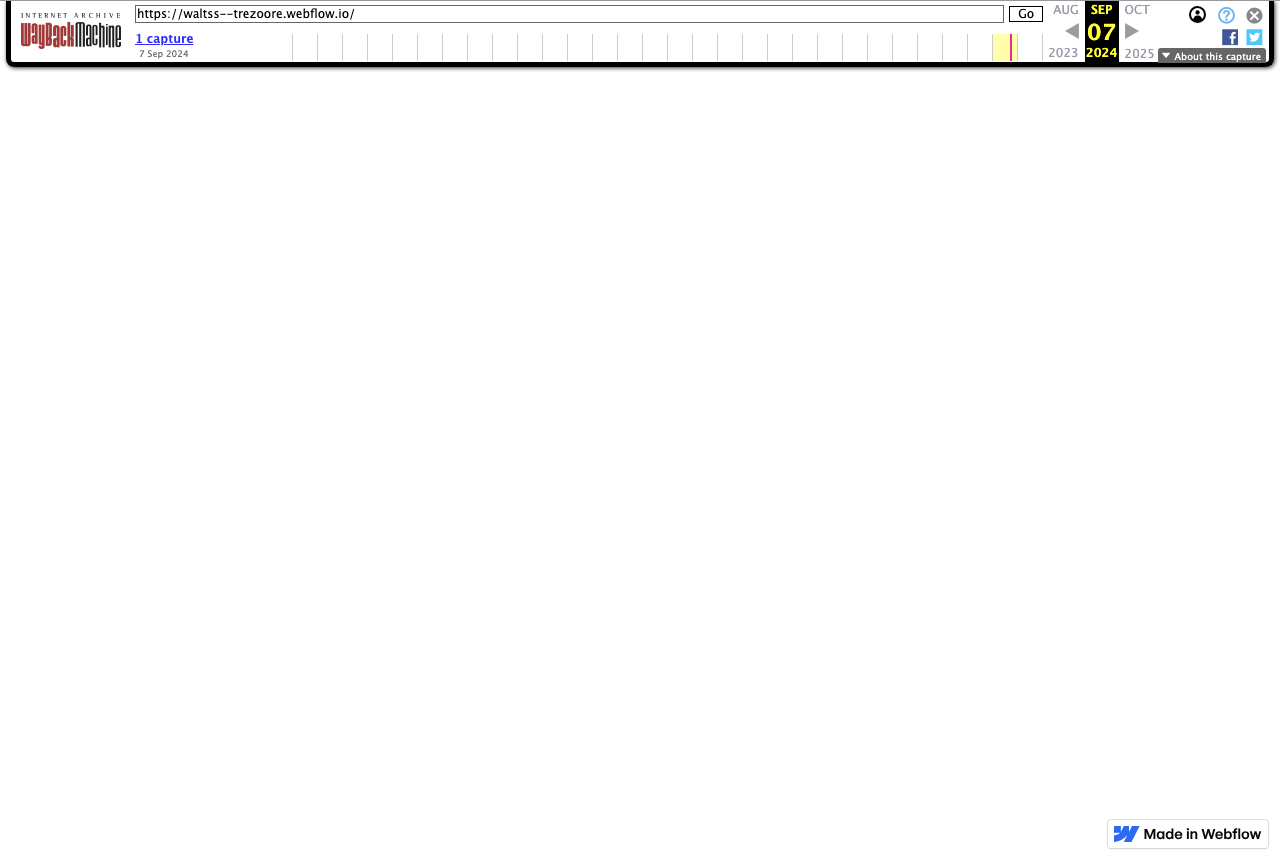 INTERNET ARCHIVE
WayBackMachine
https://waltss--trezoore.webflow.io/
Go
1 capture
7 Sep 2024
AUG
SEP
OCT
07
2023
2024
2025
About this capture
Made in Webflow